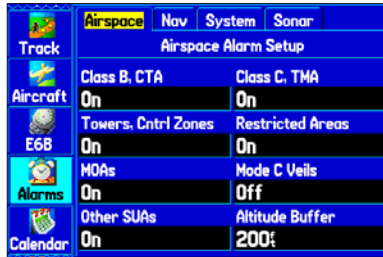 Airspace Nav System Sonar
Track
Airspace Alarm Setup
Class B, CTA Class C, TMA
Aircraft
On On
Towers, Cntrl Zones Restricted Areas
E6B
On On
MOAs Mode C Veils
Alarms
On Off
Other SUAs Altitude Buffer
Calendar
On 200f